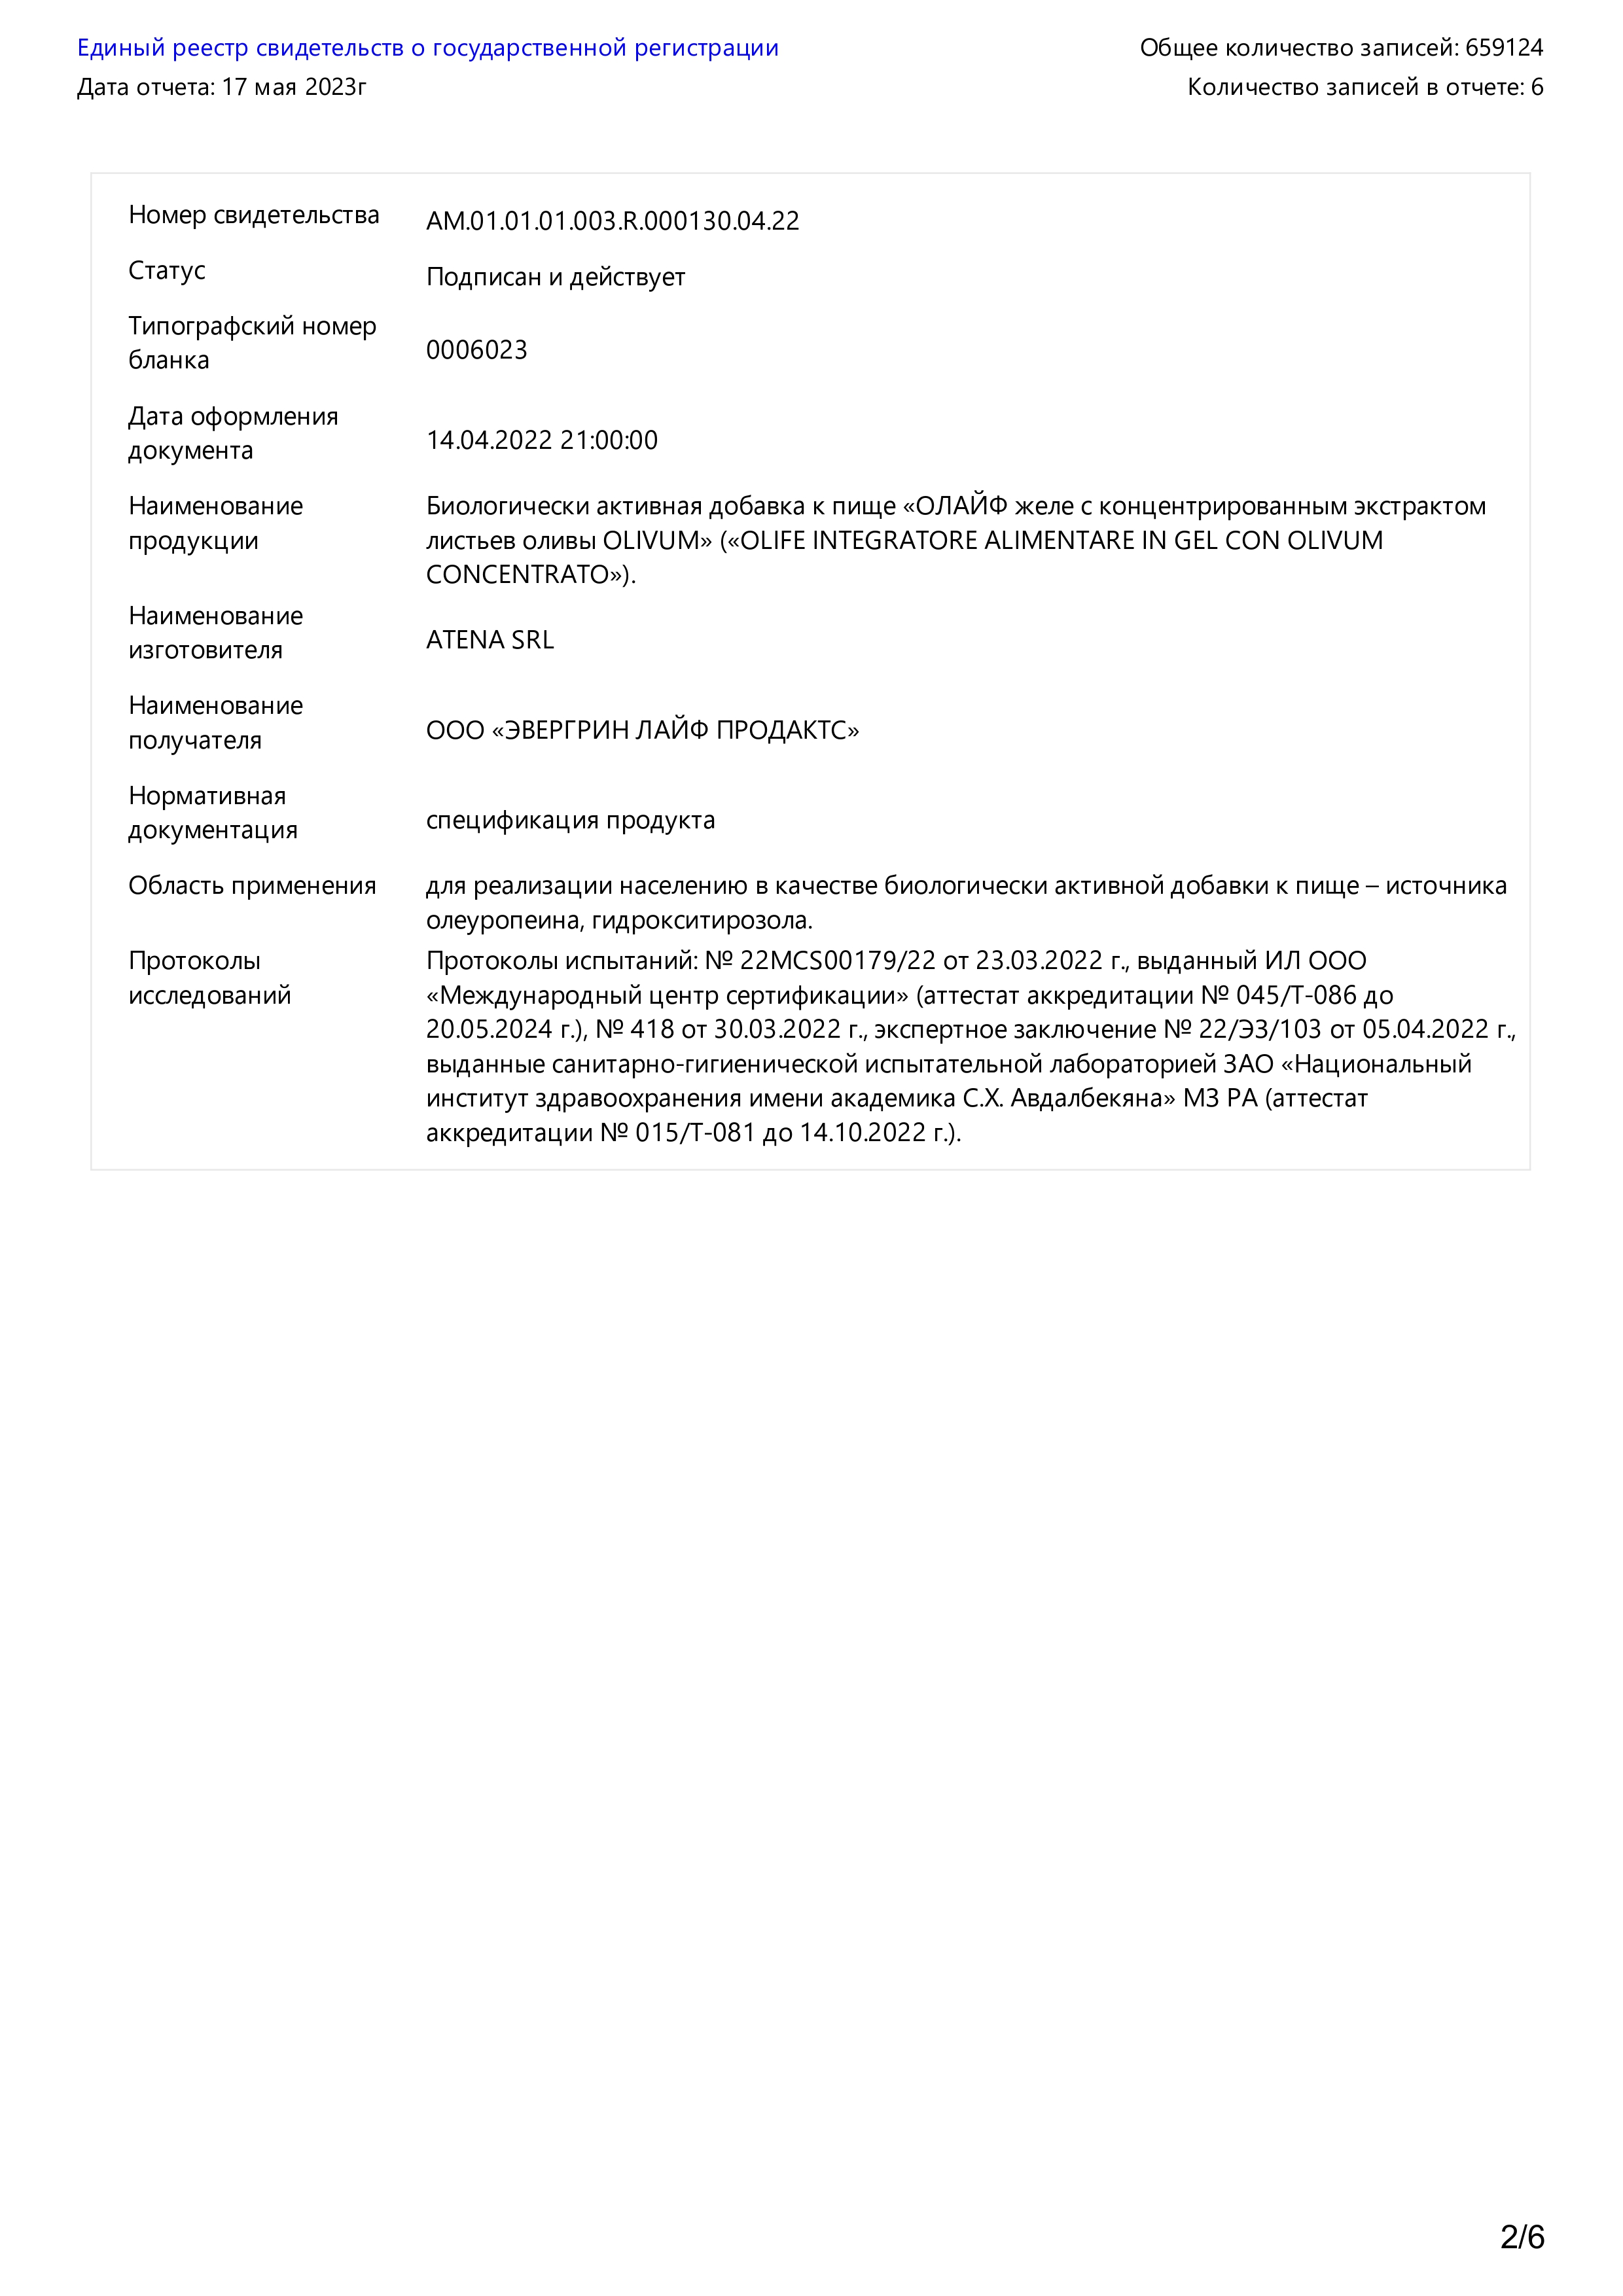 Единый реестр свидетельств о государственной регистрации
Общее количество записей: 659124
Дата отчета: 17 мая 2023г
Количество записей в отчете: 6
Номер свидетельства
AM.01.01.01.003.R.000130.04.22
Статус
Подписан и действует
Типографский номер
бланка
0006023
Дата оформления
документа
14.04.2022 21:00:00
Наименование
продукции
Биологически активная добавка к пище «ОЛАЙФ желе с концентрированным экстрактом
листьев оливы OLIVUM» («OLIFE INTEGRATORE ALIMENTARE IN GEL CON OLIVUM
CONCENTRATO»).
Наименование
изготовителя
ATENA SRL
Наименование
получателя
ООО «ЭВЕРГРИН ЛАЙФ ПРОДАКТС»
Нормативная
документация
спецификация продукта
Область применения
для реализации населению в качестве биологически активной добавки к пище – источника
олеуропеина, гидрокситирозола.
Протоколы
исследований
Протоколы испытаний: № 22MCS00179/22 от 23.03.2022 г., выданный ИЛ ООО
«Международный центр сертификации» (аттестат аккредитации № 045/T-086 до
20.05.2024 г.), № 418 от 30.03.2022 г., экспертное заключение № 22/ЭЗ/103 от 05.04.2022 г.,
выданные санитарно-гигиенической испытательной лабораторией ЗАО «Национальный
институт здравоохранения имени академика С.Х. Авдалбекяна» МЗ РА (аттестат
аккредитации № 015/T-081 до 14.10.2022 г.).
2/6